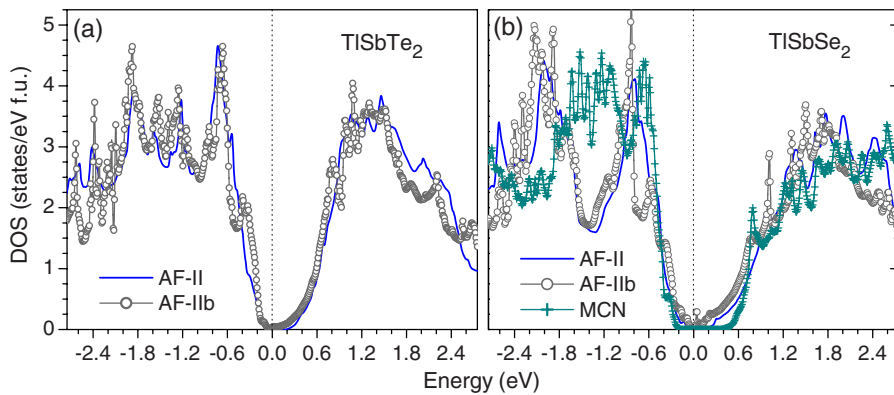 (a)
TlSbTe2
(b)
TlSbSe2
5
4
3
2
1
0
DOS (states/eV f.u.)
AF-II
AF-IIb
AF-II
AF-IIb
MCN
-2.4 -1.8 -1.2 -0.6 0.0 0.6 1.2 1.8 2.4 -2.4 -1.8 -1.2 -0.6 0.0 0.6 1.2 1.8 2.4
Energy (eV)